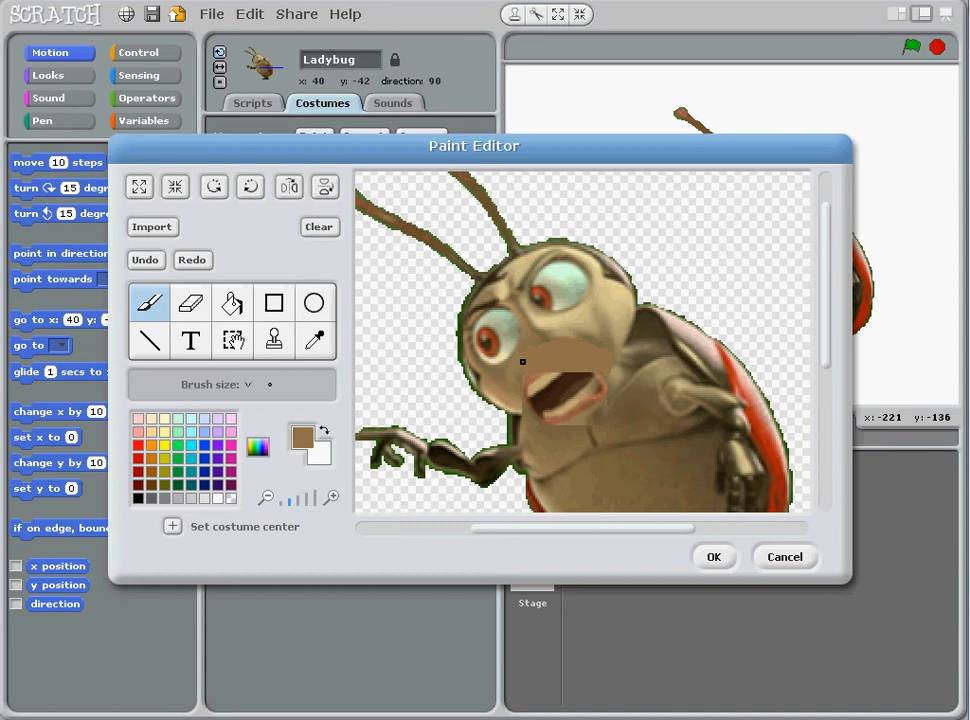 SCRATCH File Edit Share Help
Motion Control
Looks Sensing
Sound Operators
Pen Variables
Ladybug
x: 40 y: -42 direction: 90
Scripts Costumes Sounds
Paint Editor
move 10 steps
turn 15 degr
turn 15 degr
point in direction
point towards
go to x: 40 y:
go to
glide 1 secs to
change x by 10
set x to 0
change y by 10
set y to 0
if on edge, boun
x position
y position
direction
Import Clear
Undo Redo
T
Brush size:
Set costume center
OK Cancel
x: -221 y: -136
Stage